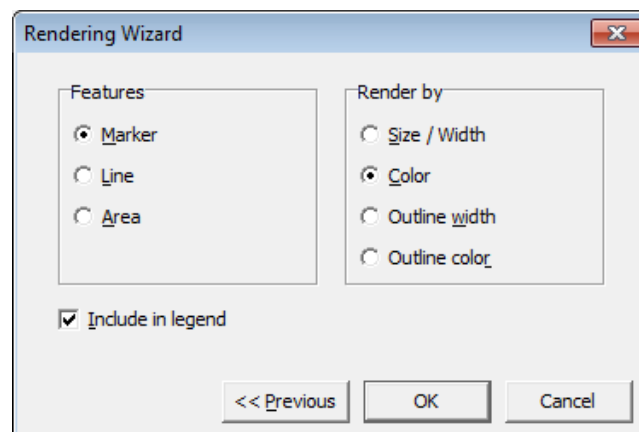 Rendering Wizard
Features
Marker
Line
Area
Render by
Size / Width
Color
Outline width
Outline color
Include in legend
<< Previous
OK
Cancel